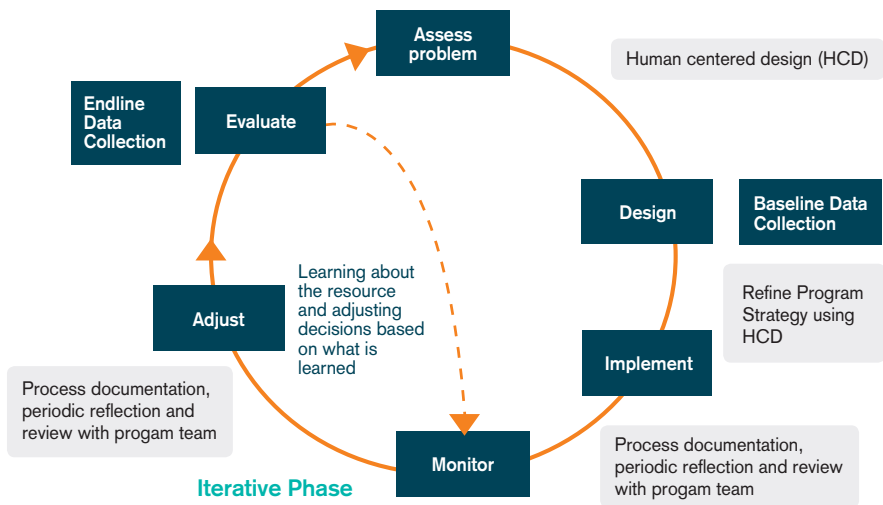 Assess
problem
Human centered design (HCD)
Endline
Data
Collection
Evaluate
Design
Baseline Data
Collection
Learning about
the resource
and adjusting
decisions based
on what is
learned
Adjust
Refine Program
Strategy using
HCD
Implement
Process documentation,
periodic reflection and
review with progam team
Monitor
Process documentation,
periodic reflection and review
with progam team
Iterative Phase